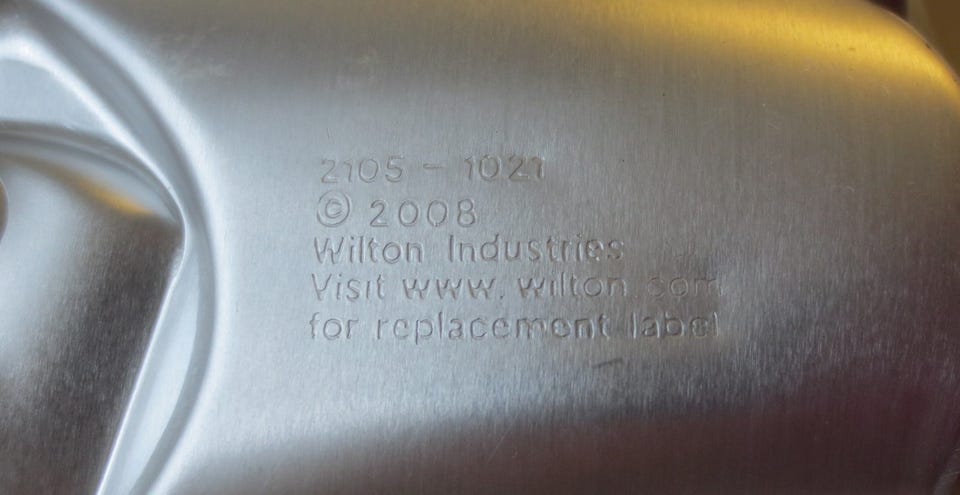 2105 - 1021
© 2008
Wilton Industries
Visit www.wilton.com
for replacement label